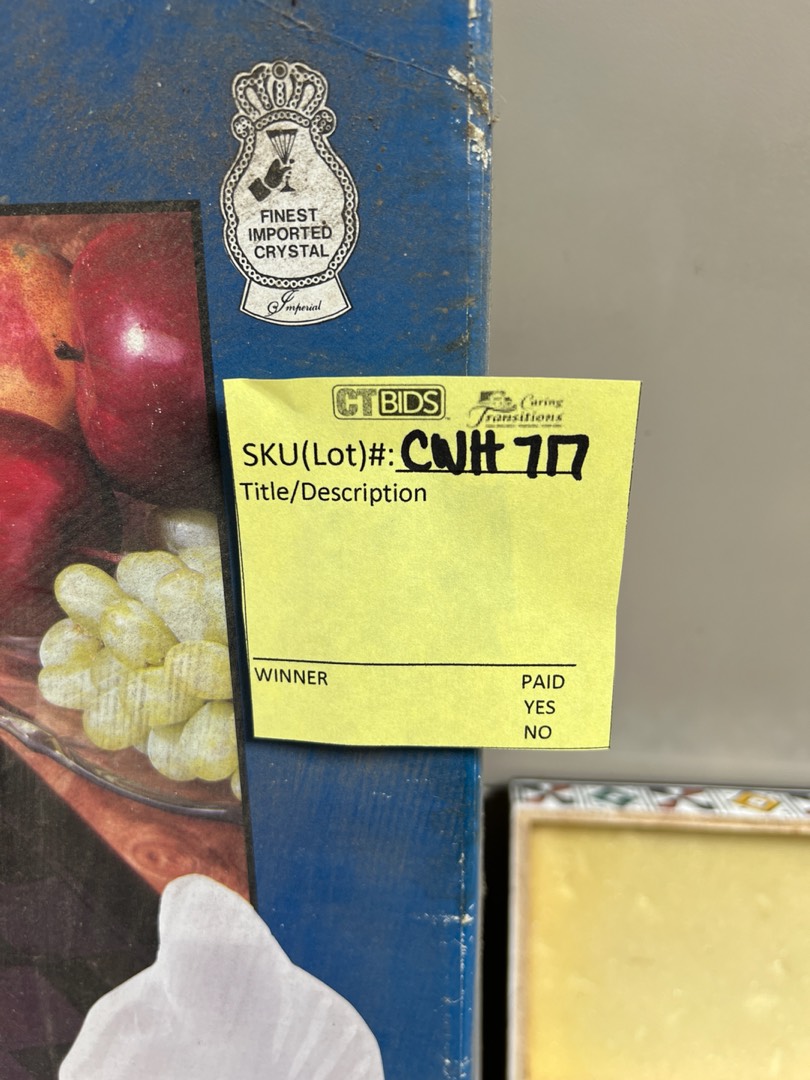 FINEST
IMPORTED
CRYSTAL
Imperial
CTBIDS
Caring
Transitions
SKU(Lot)#: CWH 717
Title/Description
WINNER
PAID
YES
NO